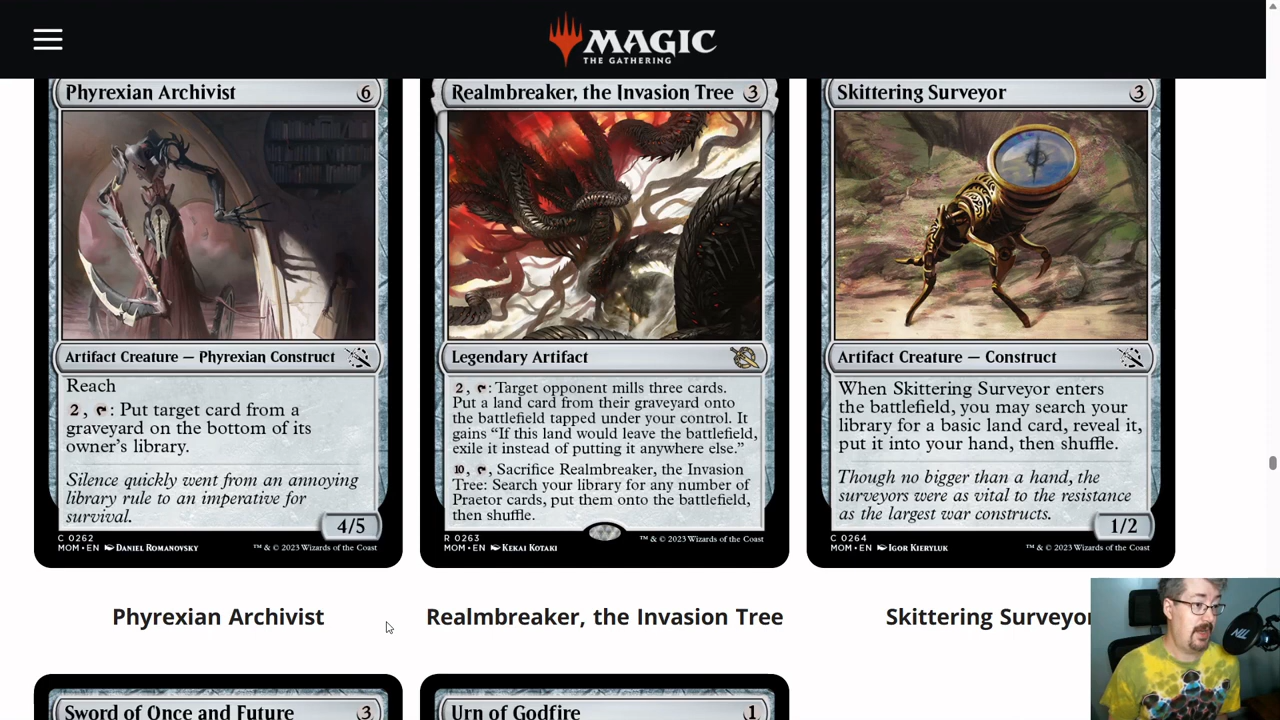 MAGIC
THE GATHERING
Phyrexian Archivist 6
Artifact Creature — Phyrexian Construct
Reach
2, : Put target card from a
graveyard on the bottom of its
owner's library.
Silence quickly went from an annoying
library rule to an imperative for
survival.
4/5
C 0262
MOM • EN DANIEL ROMANOVSKY ™ & © 2023 Wizards of the Coast
Realmbreaker, the Invasion Tree 3
Legendary Artifact
2, : Target opponent mills three cards.
Put a land card from their graveyard onto
the battlefield tapped under your control. It
gains “If this land would leave the battlefield,
exile it instead of putting it anywhere else.”
10, , Sacrifice Realmbreaker, the Invasion
Tree: Search your library for any number of
Praetor cards, put them onto the battlefield,
then shuffle.
R 0263
MOM • EN KEKAI KOTAKI ™ & © 2023 Wizards of the Coast
Skittering Surveyor 3
Artifact Creature — Construct
When Skittering Surveyor enters
the battlefield, you may search your
library for a basic land card, reveal it,
put it into your hand, then shuffle.
Though no bigger than a hand, the
surveyors were as vital to the resistance
as the largest war constructs.
1/2
C 0264
MOM • EN IGOR KIERYLUK ™ & © 2023 Wizards of the Coast
Phyrexian Archivist
Realmbreaker, the Invasion Tree
Skittering Surveyor
Sword of Once and Future 3
Urn of Godfire 1